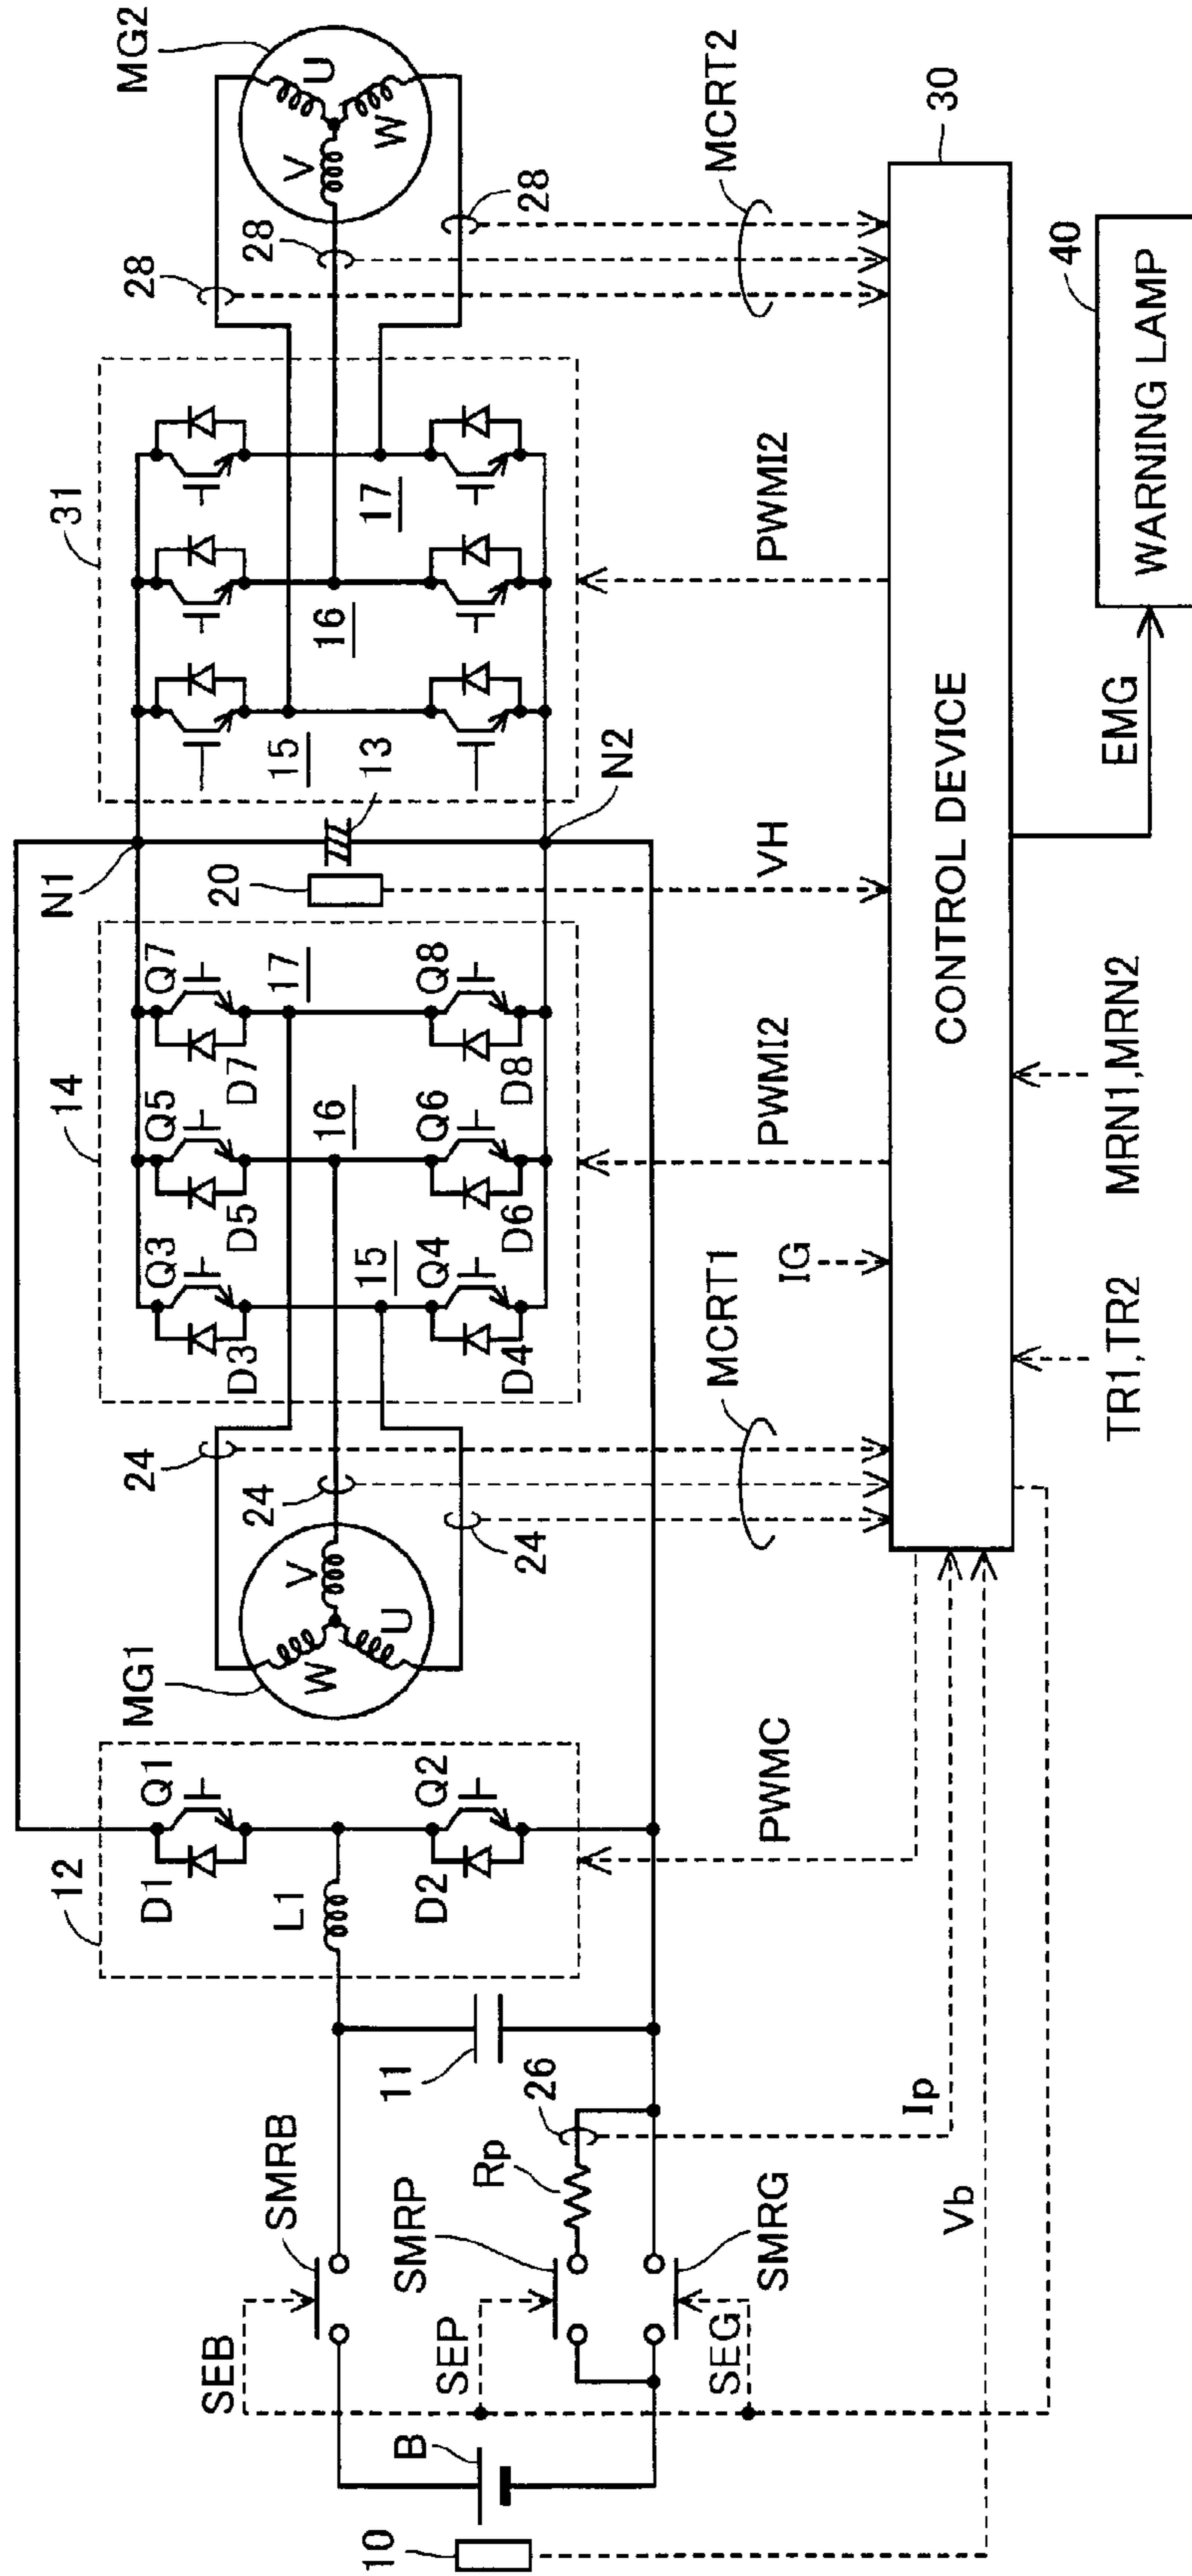 MG2
U
V
W
28
28
28
MCRT2
30
40
WARNING LAMP
31
17
16
15
13
N2
PWMI2
EMG
N1
20
VH
CONTROL DEVICE
14
Q7
17
Q8
D7
D8
Q5
16
Q6
D5
D6
Q3
15
Q4
D3
D4
PWMI2
IG
MRN1,MRN2
TR1,TR2
MCRT1
24
24
24
MG1
V
U
W
12
Q1
Q2
D1
L1
D2
PWMC
11
26
Rp
Ip
SMRB
SMRP
SMRG
Vb
SEB
SEP
SEG
B
10